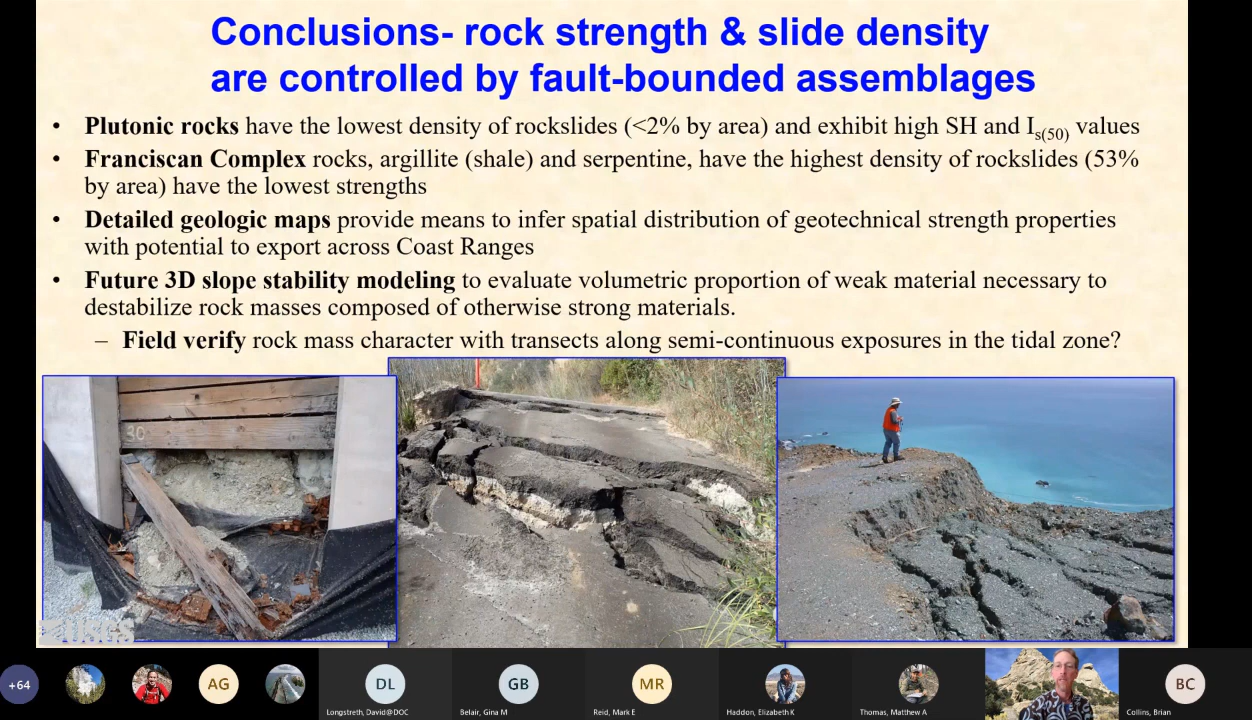 Conclusions- rock strength & slide density
are controlled by fault-bounded assemblages
• Plutonic rocks have the lowest density of rockslides (<2% by area) and exhibit high SH and Is(50) values
• Franciscan Complex rocks, argillite (shale) and serpentine, have the highest density of rockslides (53%
by area) have the lowest strengths
• Detailed geologic maps provide means to infer spatial distribution of geotechnical strength properties
with potential to export across Coast Ranges
• Future 3D slope stability modeling to evaluate volumetric proportion of weak material necessary to
destabilize rock masses composed of otherwise strong materials.
– Field verify rock mass character with transects along semi-continuous exposures in the tidal zone?
30
+64
AG
DL
GB
MR
BC
Longstreth, David@DOC
Belair, Gina M
Reid, Mark E
Haddon, Elizabeth K
Thomas, Matthew A
Collins, Brian